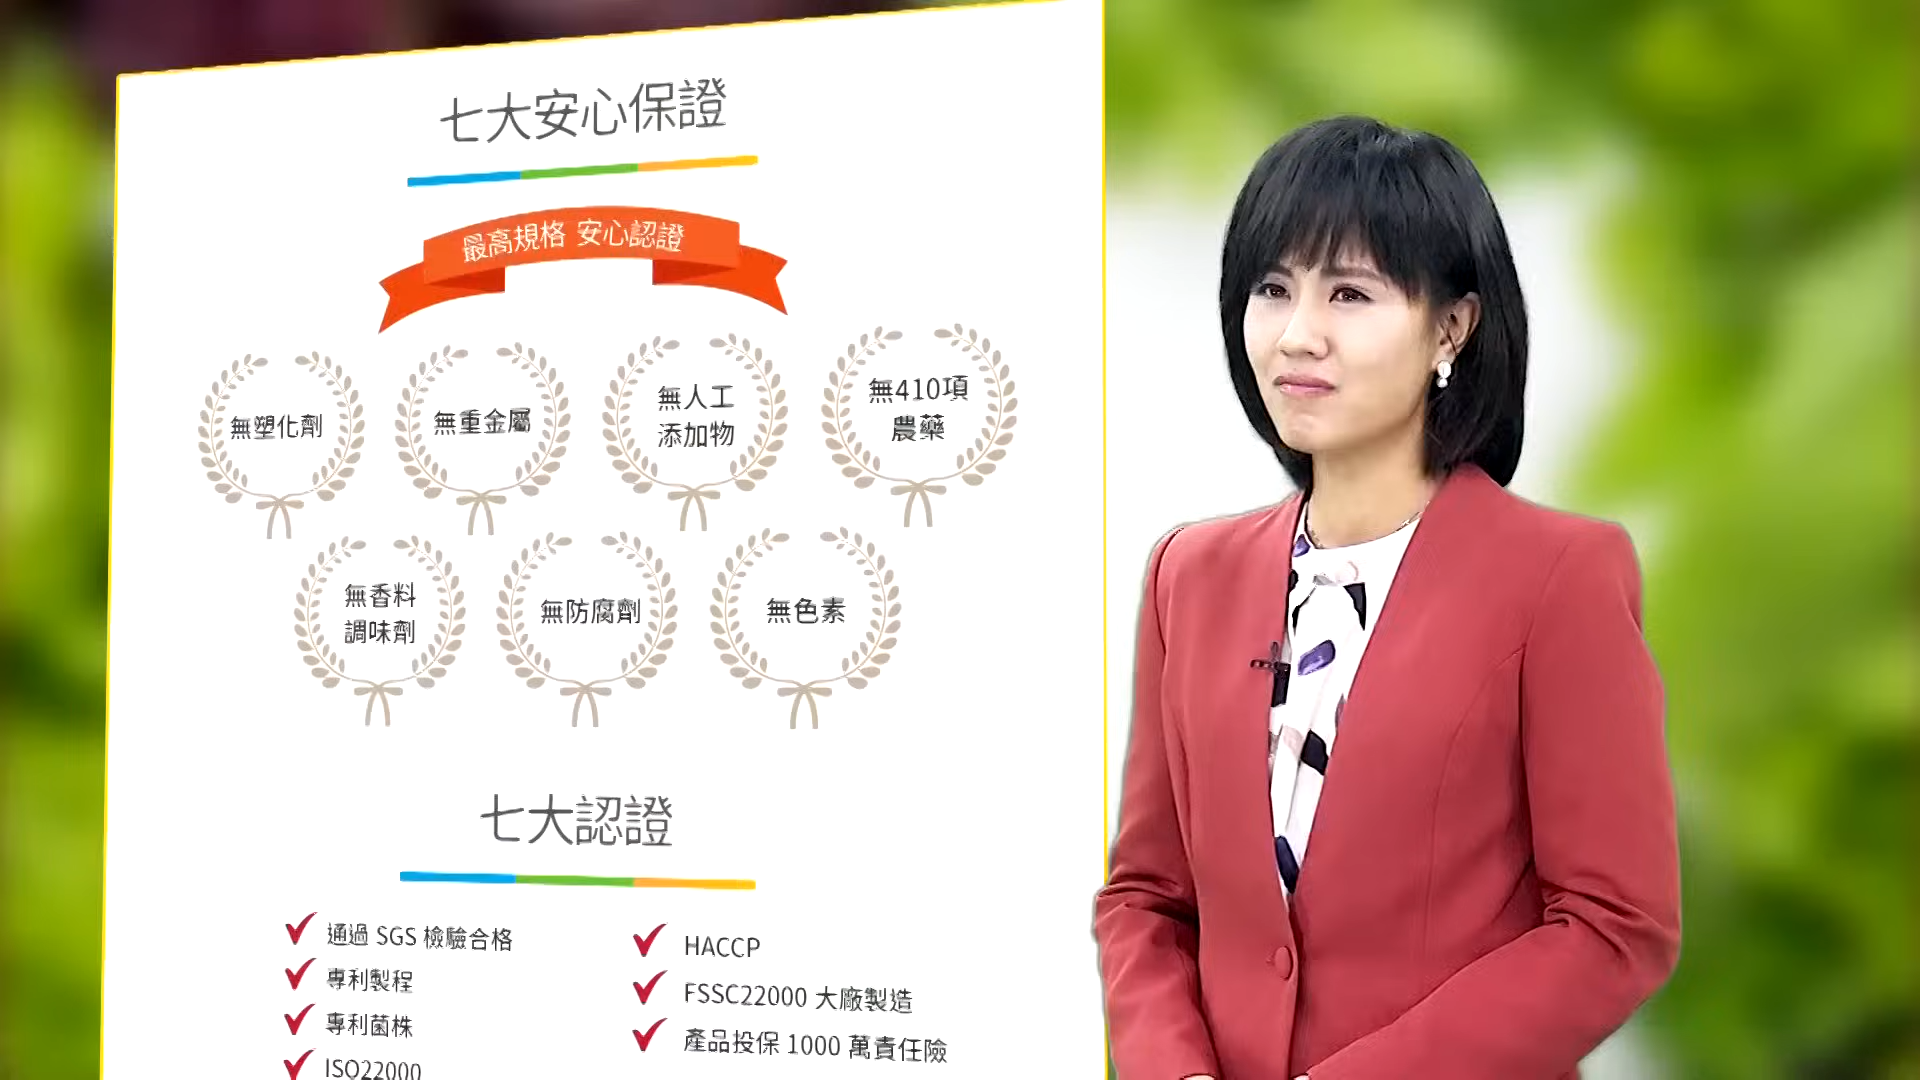 七大安心保證
最高規格 安心認證
無塑化劑
無重金屬
無人工
添加物
無410項
農藥
無香料
調味劑
無防腐劑
無色素
七大認證
通過 SGS 檢驗合格
專利製程
專利菌株
ISO22000
HACCP
FSSC22000 大廠製造
產品投保 1000 萬責任險